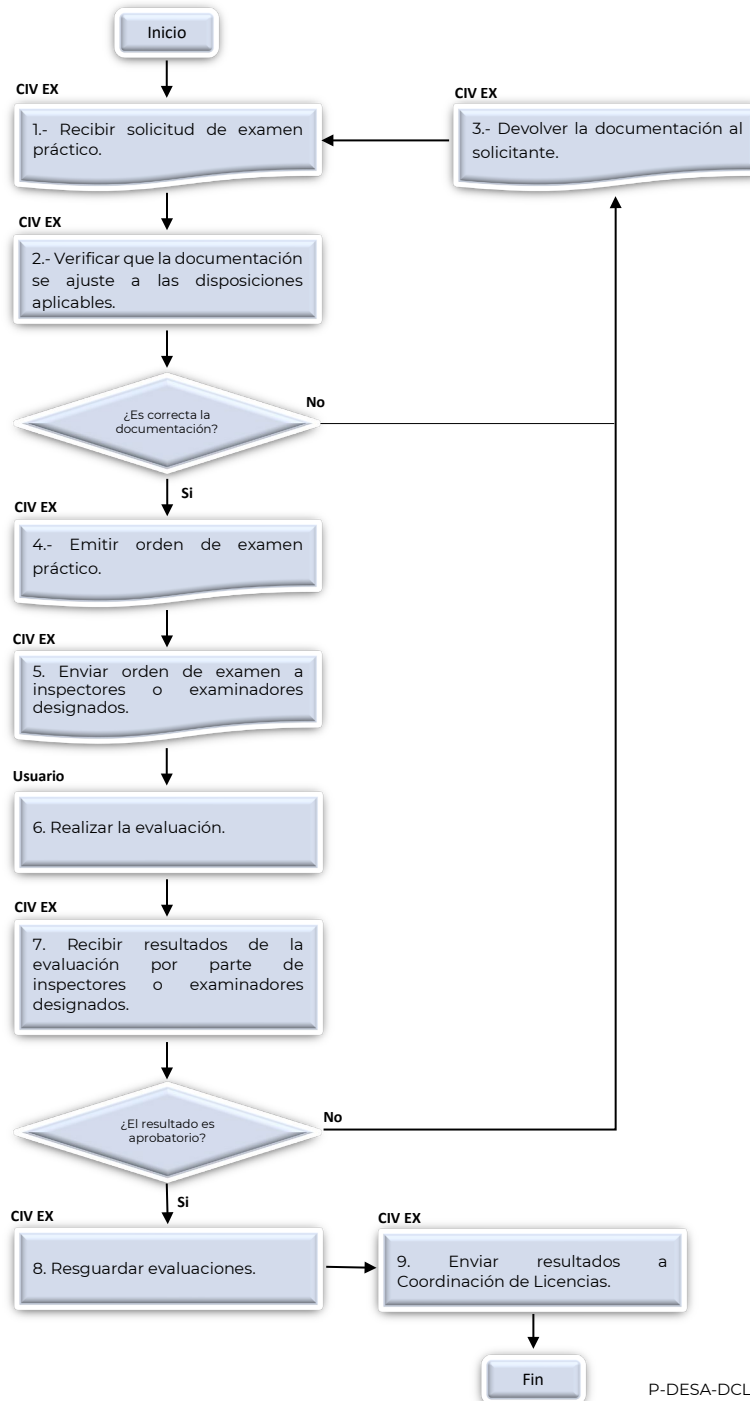 Inicio
CIV EX
1.- Recibir solicitud de examen
práctico.
CIV EX
2.- Verificar que la documentación
se ajuste a las disposiciones
aplicables.
¿Es correcta la
documentación?
No
CIV EX
3.- Devolver la documentación al
solicitante.
Si
CIV EX
4.- Emitir orden de examen
práctico.
CIV EX
5. Enviar orden de examen a
inspectores o examinadores
designados.
Usuario
6. Realizar la evaluación.
CIV EX
7. Recibir resultados de la
evaluación por parte de
inspectores o examinadores
designados.
¿El resultado es
aprobatorio?
No
Si
CIV EX
8. Resguardar evaluaciones.
CIV EX
9. Enviar resultados a
Coordinación de Licencias.
Fin
P-DESA-DCL